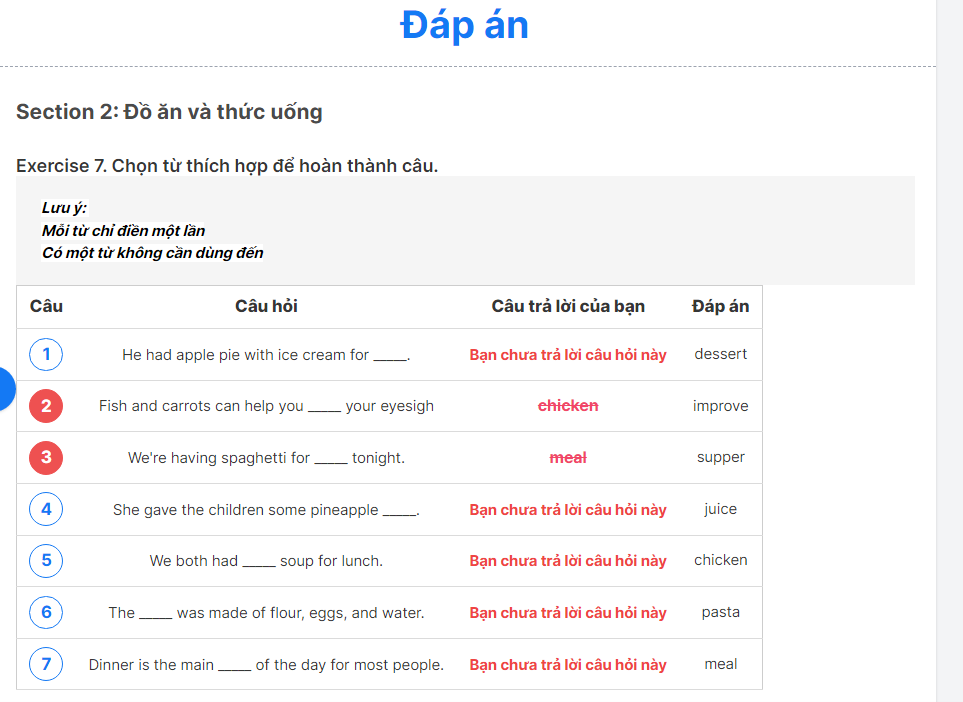 Đáp án
Section 2: Đồ ăn và thức uống
Exercise 7. Chọn từ thích hợp để hoàn thành câu.
Lưu ý:
Mỗi từ chỉ điền một lần
Có một từ không cần dùng đến
Câu Câu hỏi Câu trả lời của bạn Đáp án
1 He had apple pie with ice cream for _____. Bạn chưa trả lời câu hỏi này dessert
2 Fish and carrots can help you _____ your eyesigh chicken improve
3 We're having spaghetti for _____ tonight. meal supper
4 She gave the children some pineapple _____. Bạn chưa trả lời câu hỏi này juice
5 We both had _____ soup for lunch. Bạn chưa trả lời câu hỏi này chicken
6 The _____ was made of flour, eggs, and water. Bạn chưa trả lời câu hỏi này pasta
7 Dinner is the main _____ of the day for most people. Bạn chưa trả lời câu hỏi này meal